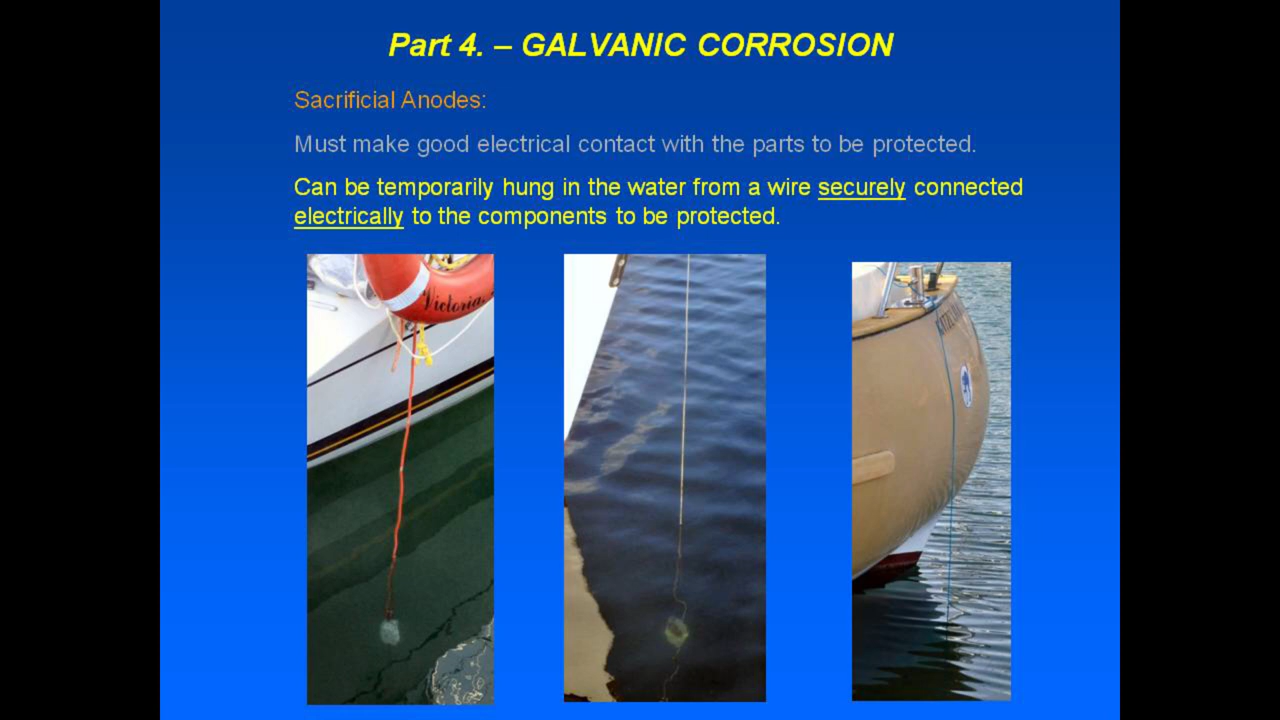 Part 4. – GALVANIC CORROSION
Sacrificial Anodes:
Must make good electrical contact with the parts to be protected.
Can be temporarily hung in the water from a wire securely connected
electrically to the components to be protected.
Victoria,